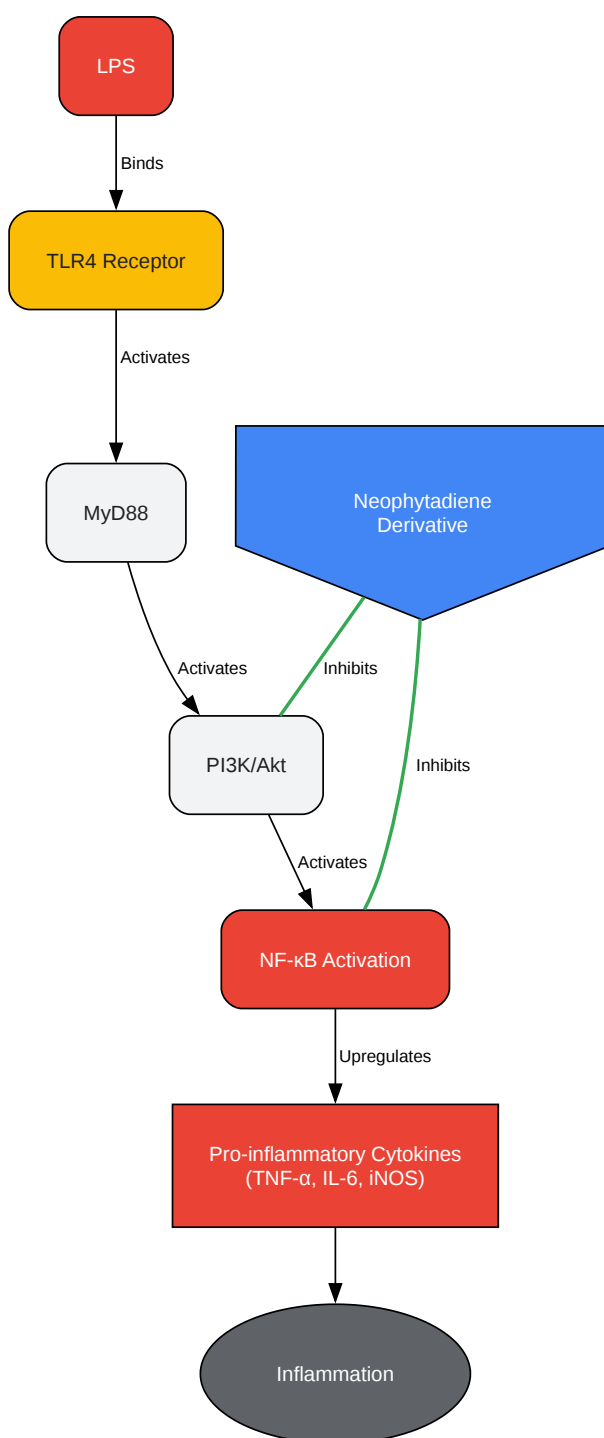 LPS
Binds
TLR4 Receptor
Activates
MyD88
Neophytadiene
Derivative
Activates
Inhibits
PI3K/Akt
Inhibits
Activates
NF-κB Activation
Upregulates
Pro-inflammatory Cytokines
(TNF-α, IL-6, iNOS)
Inflammation